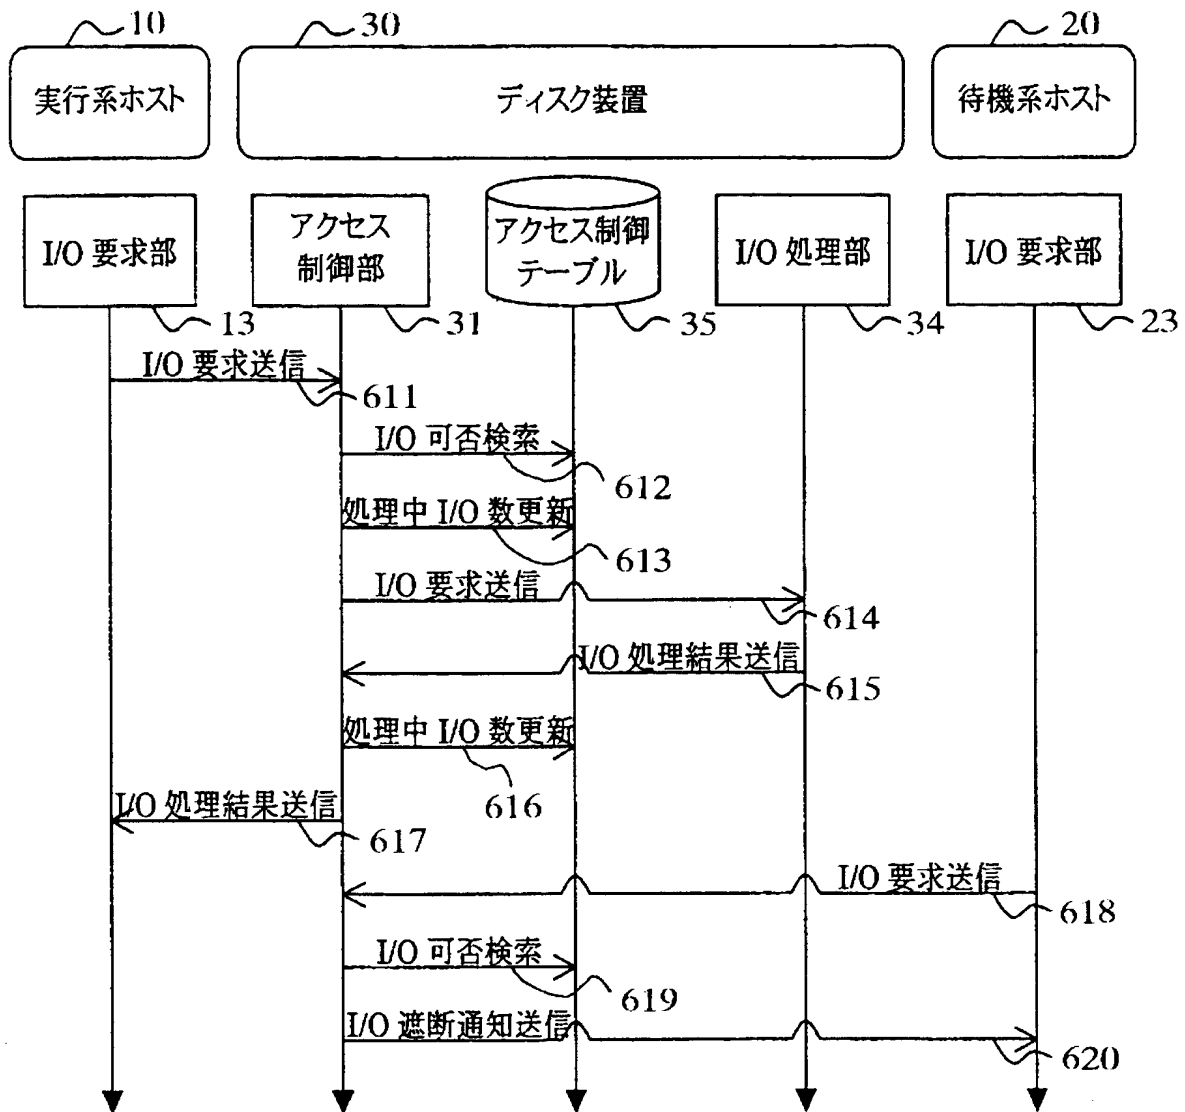 10
30
20
実行系ホスト
ディスク装置
待機系ホスト
I/O 要求部
アクセス
制御部
アクセス制御
テーブル
I/O 処理部
I/O 要求部
13
31
35
34
23
I/O 要求送信
611
I/O 可否検索
612
処理中 I/O 数更新
613
I/O 要求送信
614
I/O 処理結果送信
615
処理中 I/O 数更新
616
I/O 処理結果送信
617
I/O 要求送信
618
I/O 可否検索
619
I/O 遮断通知送信
620